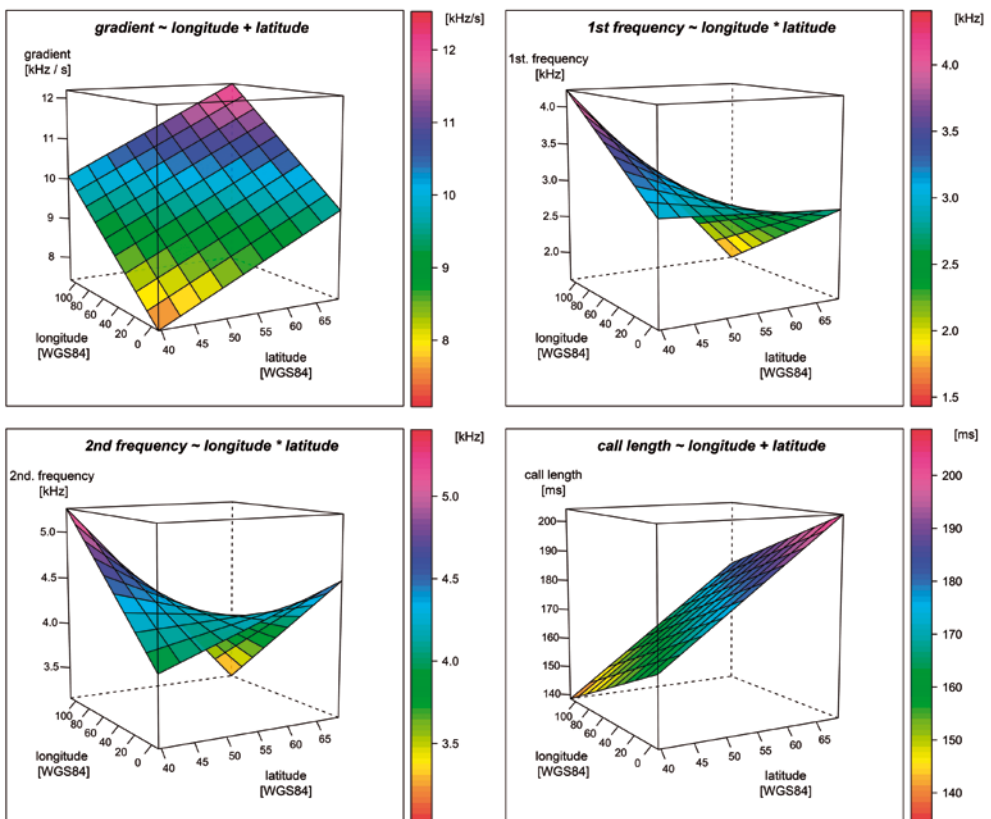 gradient ~ longitude + latitude
gradient
[kHz / s]
12
11
10
9
8
100
80
60
40
20
0
longitude
[WGS84]
40
45
50
55
60
65
latitude
[WGS84]
[kHz/s]
12
11
10
9
8
1st frequency ~ longitude * latitude
1st. frequency
[kHz]
4.0
3.5
3.0
2.5
2.0
100
80
60
40
20
0
longitude
[WGS84]
40
45
50
55
60
65
latitude
[WGS84]
[kHz]
4.0
3.5
3.0
2.5
2.0
1.5
2nd frequency ~ longitude * latitude
2nd. frequency
[kHz]
5.0
4.5
4.0
3.5
100
80
60
40
20
0
longitude
[WGS84]
40
45
50
55
60
65
latitude
[WGS84]
[kHz]
5.0
4.5
4.0
3.5
call length ~ longitude + latitude
call length
[ms]
200
190
180
170
160
150
140
100
80
60
40
20
0
longitude
[WGS84]
40
45
50
55
60
65
latitude
[WGS84]
[ms]
200
190
180
170
160
150
140